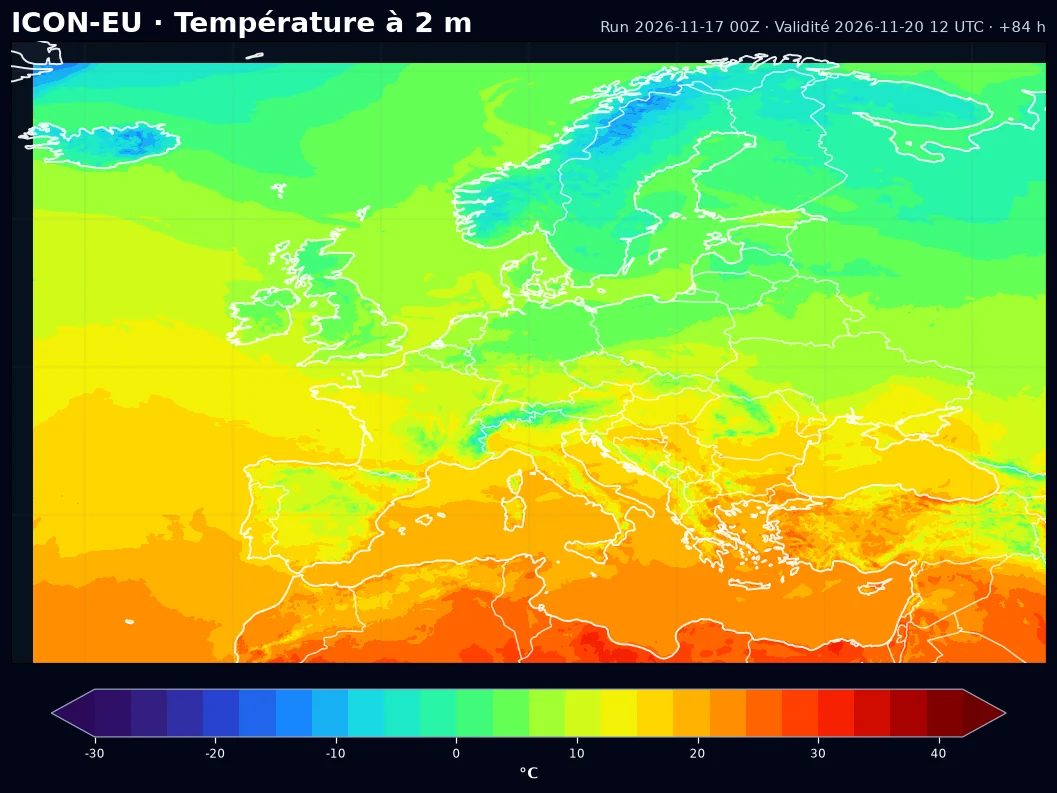 ICON-EU · Température à 2 m
Run 2026-11-17 00Z · Validité 2026-11-20 12 UTC · +84 h
-30 -20 -10 0 10 20 30 40
°C